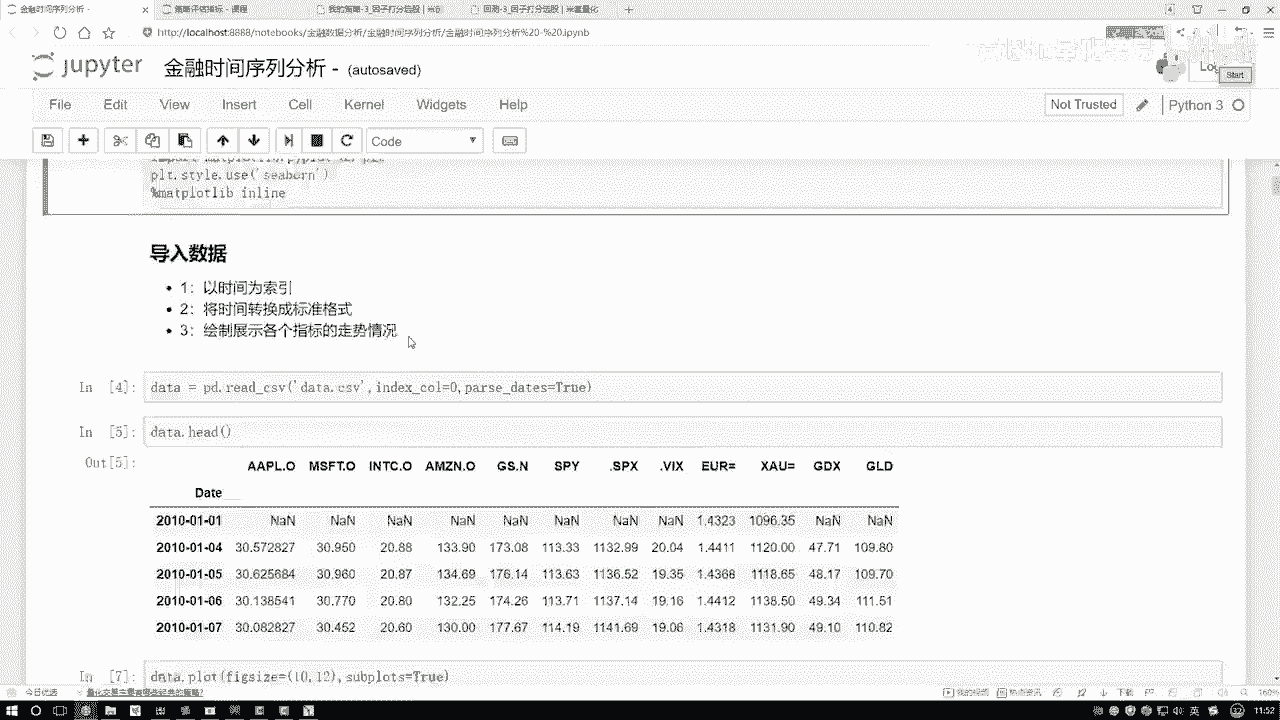 金融时间序列分析 -
策略评估指标 - 课程
我的策略-3_因子打分选股 | 米
回测-3_因子打分选股 | 米筐量化
http://localhost:8888/notebooks/金融数据分析/金融时间序列分析/金融时间序列分析%20-%20.ipynb
jupyter 金融时间序列分析 - (autosaved)
Start
File Edit View Insert Cell Kernel Widgets Help
Not Trusted
Python 3
Code
import matplotlib.pyplot as plt
plt.style.use('seaborn')
%matplotlib inline
导入数据
1: 以时间为索引
2: 将时间转换成标准格式
3: 绘制展示各个指标的走势情况
In [4]: data = pd.read_csv('data.csv',index_col=0,parse_dates=True)
In [5]: data.head()
Out[5]:
AAPL.O MSFT.O INTC.O AMZN.O GS.N SPY .SPX .VIX EUR= XAU= GDX GLD
Date
2010-01-01 NaN NaN NaN NaN NaN NaN NaN NaN 1.4323 1096.35 NaN NaN
2010-01-04 30.572827 30.950 20.88 133.90 173.08 113.33 1132.99 20.04 1.4411 1120.00 47.71 109.80
2010-01-05 30.625684 30.960 20.87 134.69 176.14 113.63 1136.52 19.35 1.4368 1118.65 48.17 109.70
2010-01-06 30.138541 30.770 20.80 132.25 174.26 113.71 1137.14 19.16 1.4412 1138.50 49.34 111.51
2010-01-07 30.082827 30.452 20.60 130.00 177.67 114.19 1141.69 19.06 1.4318 1131.90 49.10 110.82
In [7]: data.plot(figsize=(10,12),subplots=True)
今日优选
我的视频
热点资讯
下载
160%
英
11:52